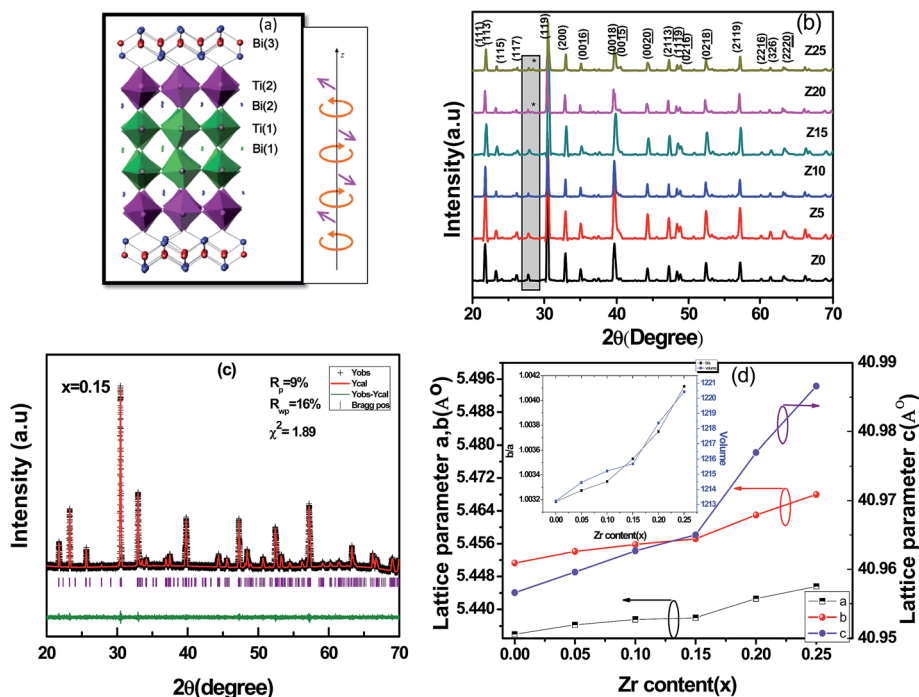 (a)
Bi(3)
Ti(2)
Bi(2)
Ti(1)
Bi(1)
z
(b)
(111)
(113)
(115)
(117)
(119)
(200)
(0016)
(0018)
(0015)
(0020)
(2113)
(1119)
(0216)
(0218)
(2119)
(2216)
(326)
(2220)
Z25
Z20
Z15
Z10
Z5
Z0
*
*
Intensity(a.u)
20 30 40 50 60 70
2θ(Degree)
(c)
x=0.15
Rp=9%
Rwp=16%
χ²= 1.89
Yobs
Ycal
Yobs-Ycal
Bragg pos
Intensity (a.u)
20 30 40 50 60 70
2θ(degree)
(d)
Lattice parameter a,b(A⁰)
5.496
5.488
5.480
5.472
5.464
5.456
5.448
5.440
Lattice parameter c(A⁰)
40.99
40.98
40.97
40.96
40.95
b/a
1.0042
1.0040
1.0038
1.0036
1.0034
1.0032
b/a
volume
Volume
1221
1220
1219
1218
1217
1216
1215
1214
1213
0.00 0.05 0.10 0.15 0.20 0.25
Zr content(x)
a
b
c
0.00 0.05 0.10 0.15 0.20 0.25
Zr content(x)